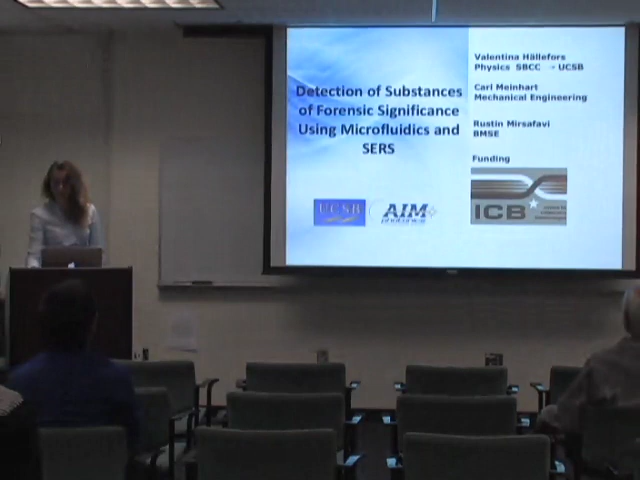 Detection of Substances
of Forensic Significance
Using Microfluidics and
SERS
UCSB
AIM
photonics
Valentina Hällefors
Physics SBCC → UCSB
Carl Meinhart
Mechanical Engineering
Rustin Mirsafavi
BMSE
Funding
ICB